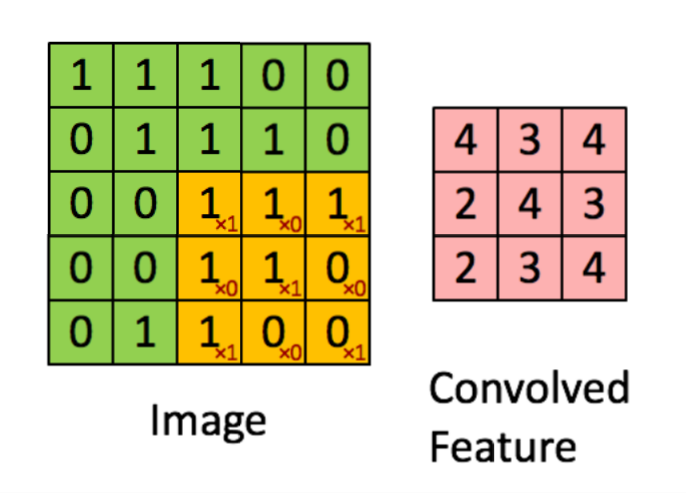 1 1 1 0 0
0 1 1 1 0
0 0 1×1 1×0 1×1
0 0 1×0 1×1 0×0
0 1 1×1 0×0 0×1
Image
4 3 4
2 4 3
2 3 4
Convolved
Feature